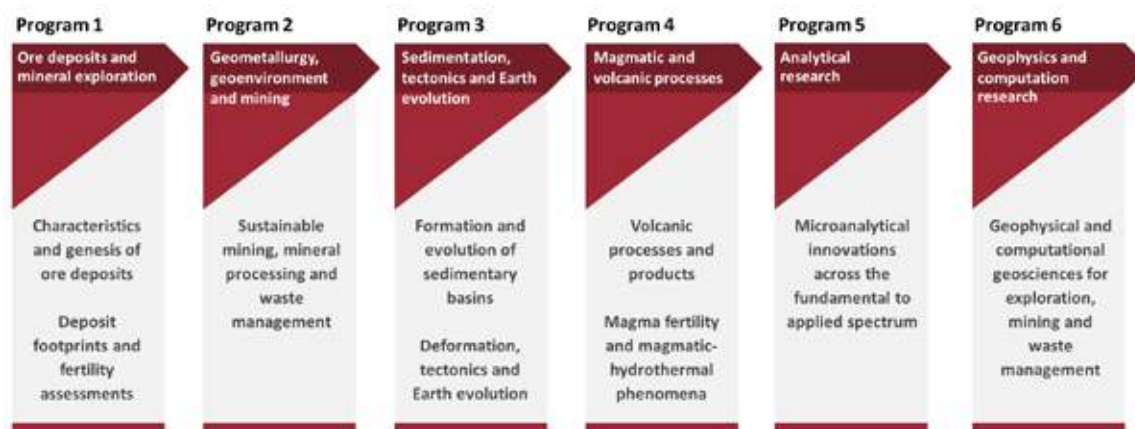 Program 1
Ore deposits and
mineral exploration
Characteristics
and genesis of
ore deposits
Deposit
footprints and
fertility
assessments
Program 2
Geometallurgy,
geoenvironment
and mining
Sustainable
mining, mineral
processing and
waste
management
Program 3
Sedimentation,
tectonics and Earth
evolution
Formation and
evolution of
sedimentary
basins
Deformation,
tectonics and
Earth evolution
Program 4
Magmatic and
volcanic processes
Volcanic
processes and
products
Magma fertility
and magmatic-
hydrothermal
phenomena
Program 5
Analytical
research
Microanalytical
innovations
across the
fundamental to
applied spectrum
Program 6
Geophysics and
computation
research
Geophysical and
computational
geosciences for
exploration,
mining and
waste
management